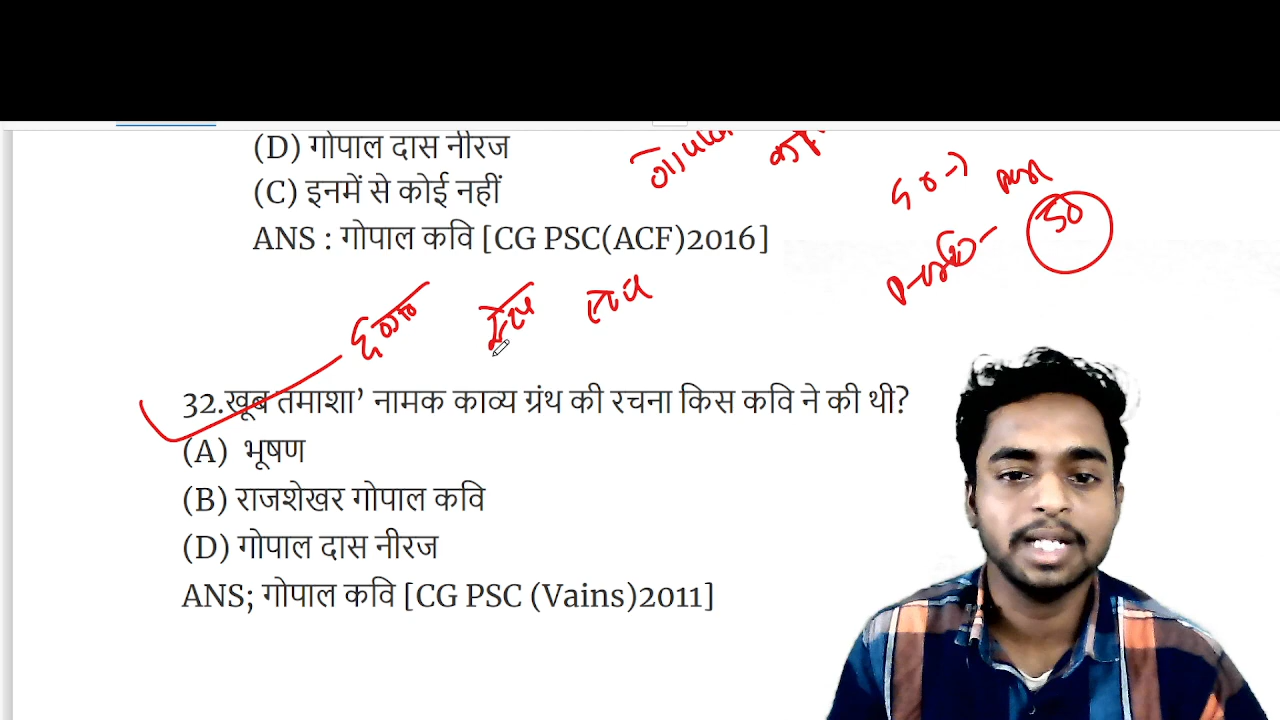 (D) गोपाल दास नीरज
(C) इनमें से कोई नहीं
ANS : गोपाल कवि [CG PSC(ACF)2016]
50
32.खूब तमाशा’ नामक काव्य ग्रंथ की रचना किस कवि ने की थी?
(A) भूषण
(B) राजशेखर गोपाल कवि
(D) गोपाल दास नीरज
ANS; गोपाल कवि [CG PSC (Vains)2011]